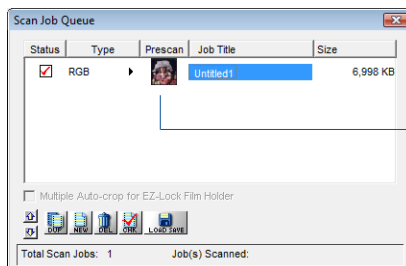 Scan Job Queue
Status Type Prescan Job Title Size
RGB Untitled1 6,998 KB
Multiple Auto-crop for EZ-Lock Film Holder
DUP NEW DEL CHK LOAD SAVE
Total Scan Jobs: 1 Job(s) Scanned: